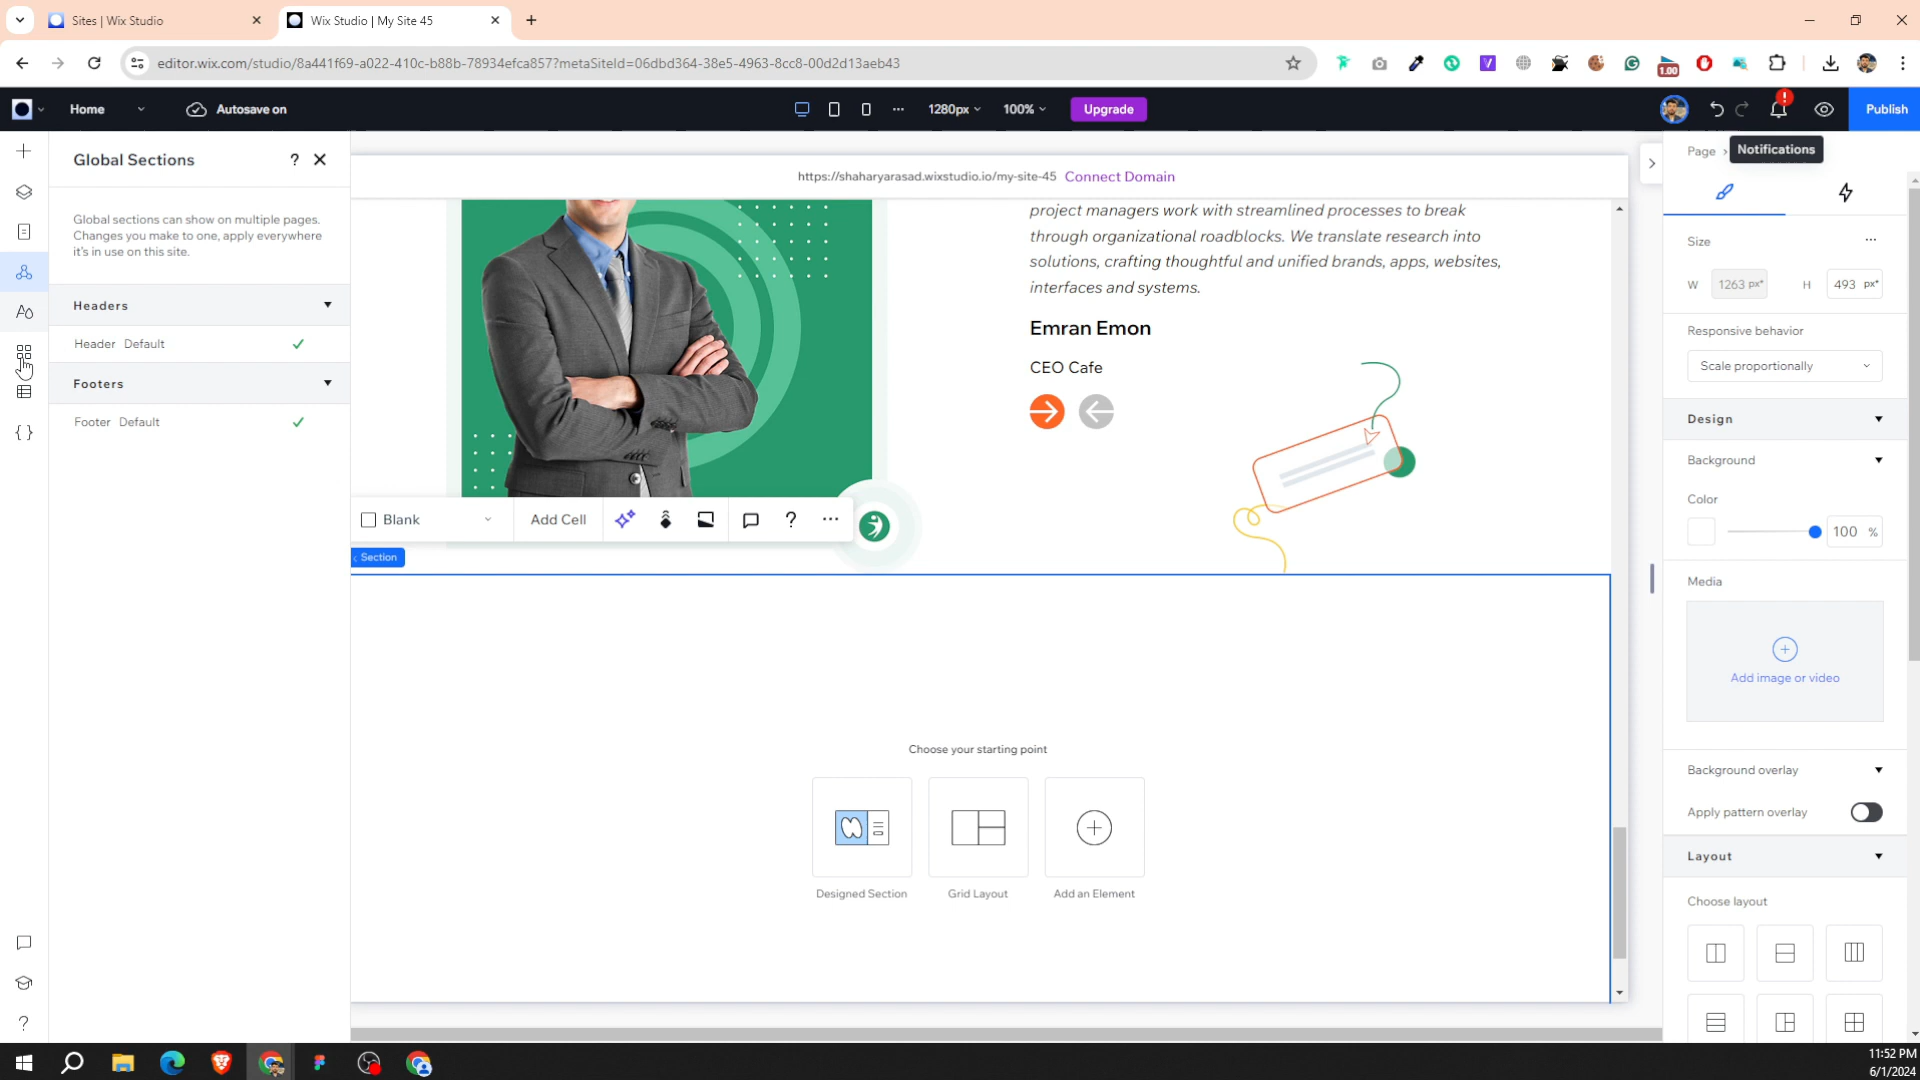 Sites | Wix Studio
Wix Studio | My Site 45
editor.wix.com/studio/8a441f69-a022-410c-b88b-78934efca857?metaSiteId=06dbd364-38e5-4963-8cc8-00d2d13aeb43
1.00
Home
Autosave on
1280px
100%
Upgrade
Publish
Global Sections
?
Global sections can show on multiple pages.
Changes you make to one, apply everywhere
it's in use on this site.
Headers
Header Default
Footers
Footer Default
https://shaharyarasad.wixstudio.io/my-site-45 Connect Domain
project managers work with streamlined processes to break
through organizational roadblocks. We translate research into
solutions, crafting thoughtful and unified brands, apps, websites,
interfaces and systems.
Emran Emon
CEO Cafe
Blank
Add Cell
?
Section
Choose your starting point
Designed Section
Grid Layout
Add an Element
Page
Notifications
Size
W 1263 px*
H 493 px*
Responsive behavior
Scale proportionally
Design
Background
Color
100 %
Media
Add image or video
Background overlay
Apply pattern overlay
Layout
Choose layout
?
11:52 PM
6/1/2024